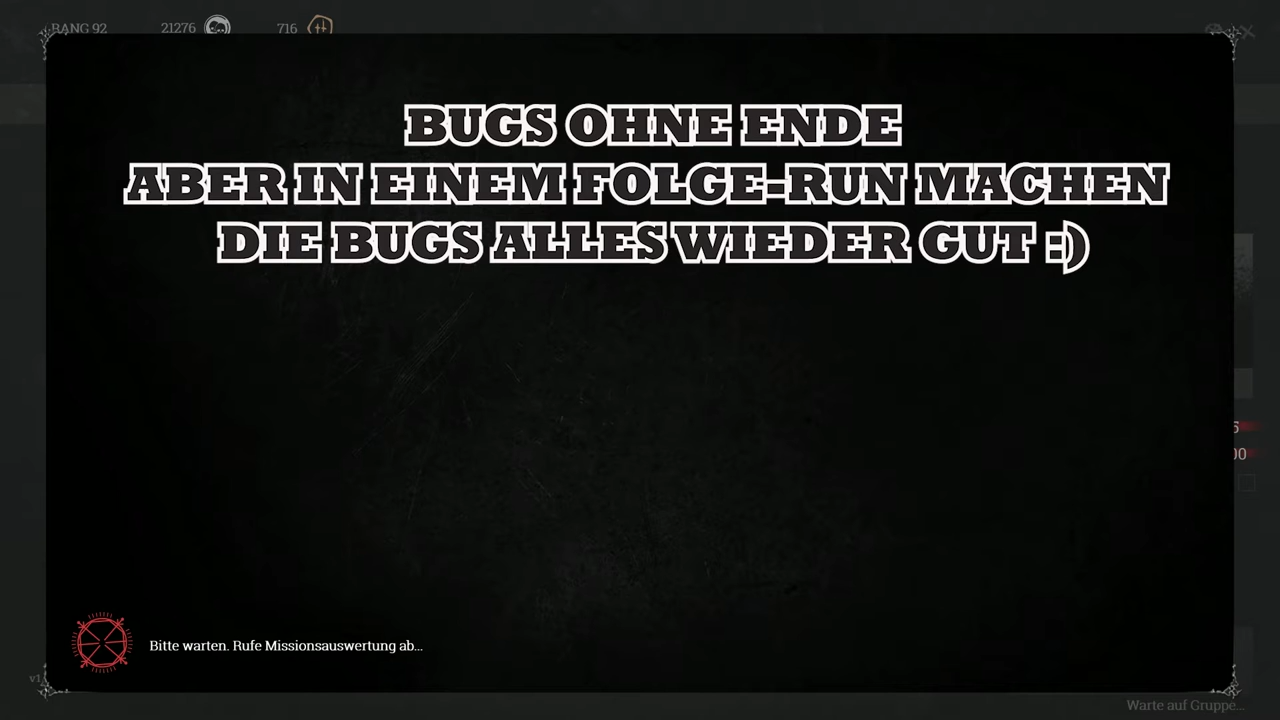 RANG 92
21276
716
BUGS OHNE ENDE
ABER IN EINEM FOLGE-RUN MACHEN
DIE BUGS ALLES WIEDER GUT :)
Bitte warten. Rufe Missionsauswertung ab...
Warte auf Gruppe...